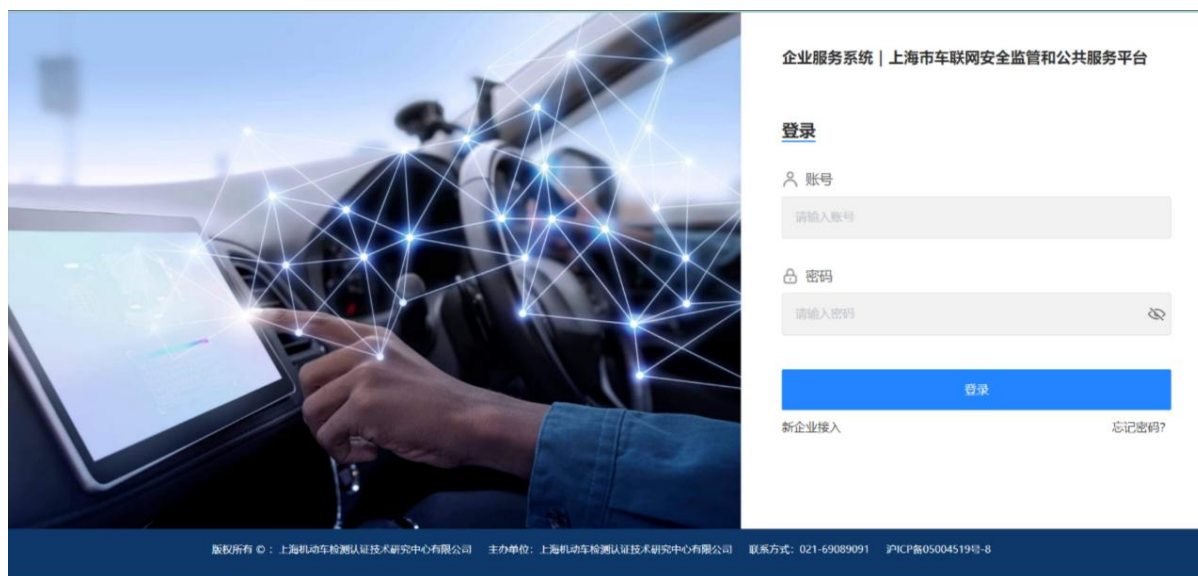 企业服务系统 | 上海市车联网安全监管和公共服务平台
登录
账号
请输入账号
密码
请输入密码
登录
新企业接入 忘记密码?
版权所有 ©：上海机动车检测认证技术研究中心有限公司 主办单位：上海机动车检测认证技术研究中心有限公司 联系方式：021-69089091 沪ICP备05004519号-8